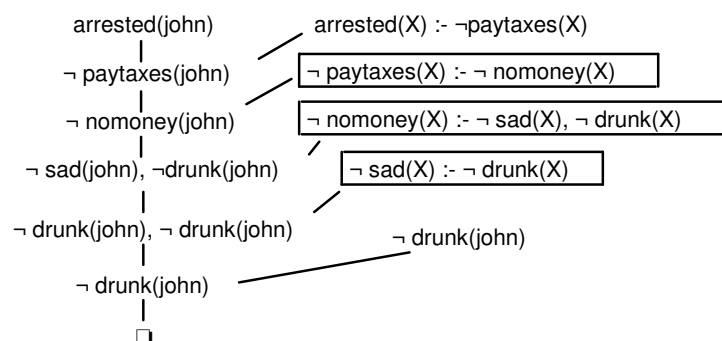 arrested(john) arrested(X) :- ¬paytaxes(X)
¬ paytaxes(john) ¬ paytaxes(X) :- ¬ nomoney(X)
¬ nomoney(john) ¬ nomoney(X) :- ¬ sad(X), ¬ drunk(X)
¬ sad(john), ¬drunk(john) ¬ sad(X) :- ¬ drunk(X)
¬ drunk(john), ¬ drunk(john) ¬ drunk(john)
¬ drunk(john)
❏